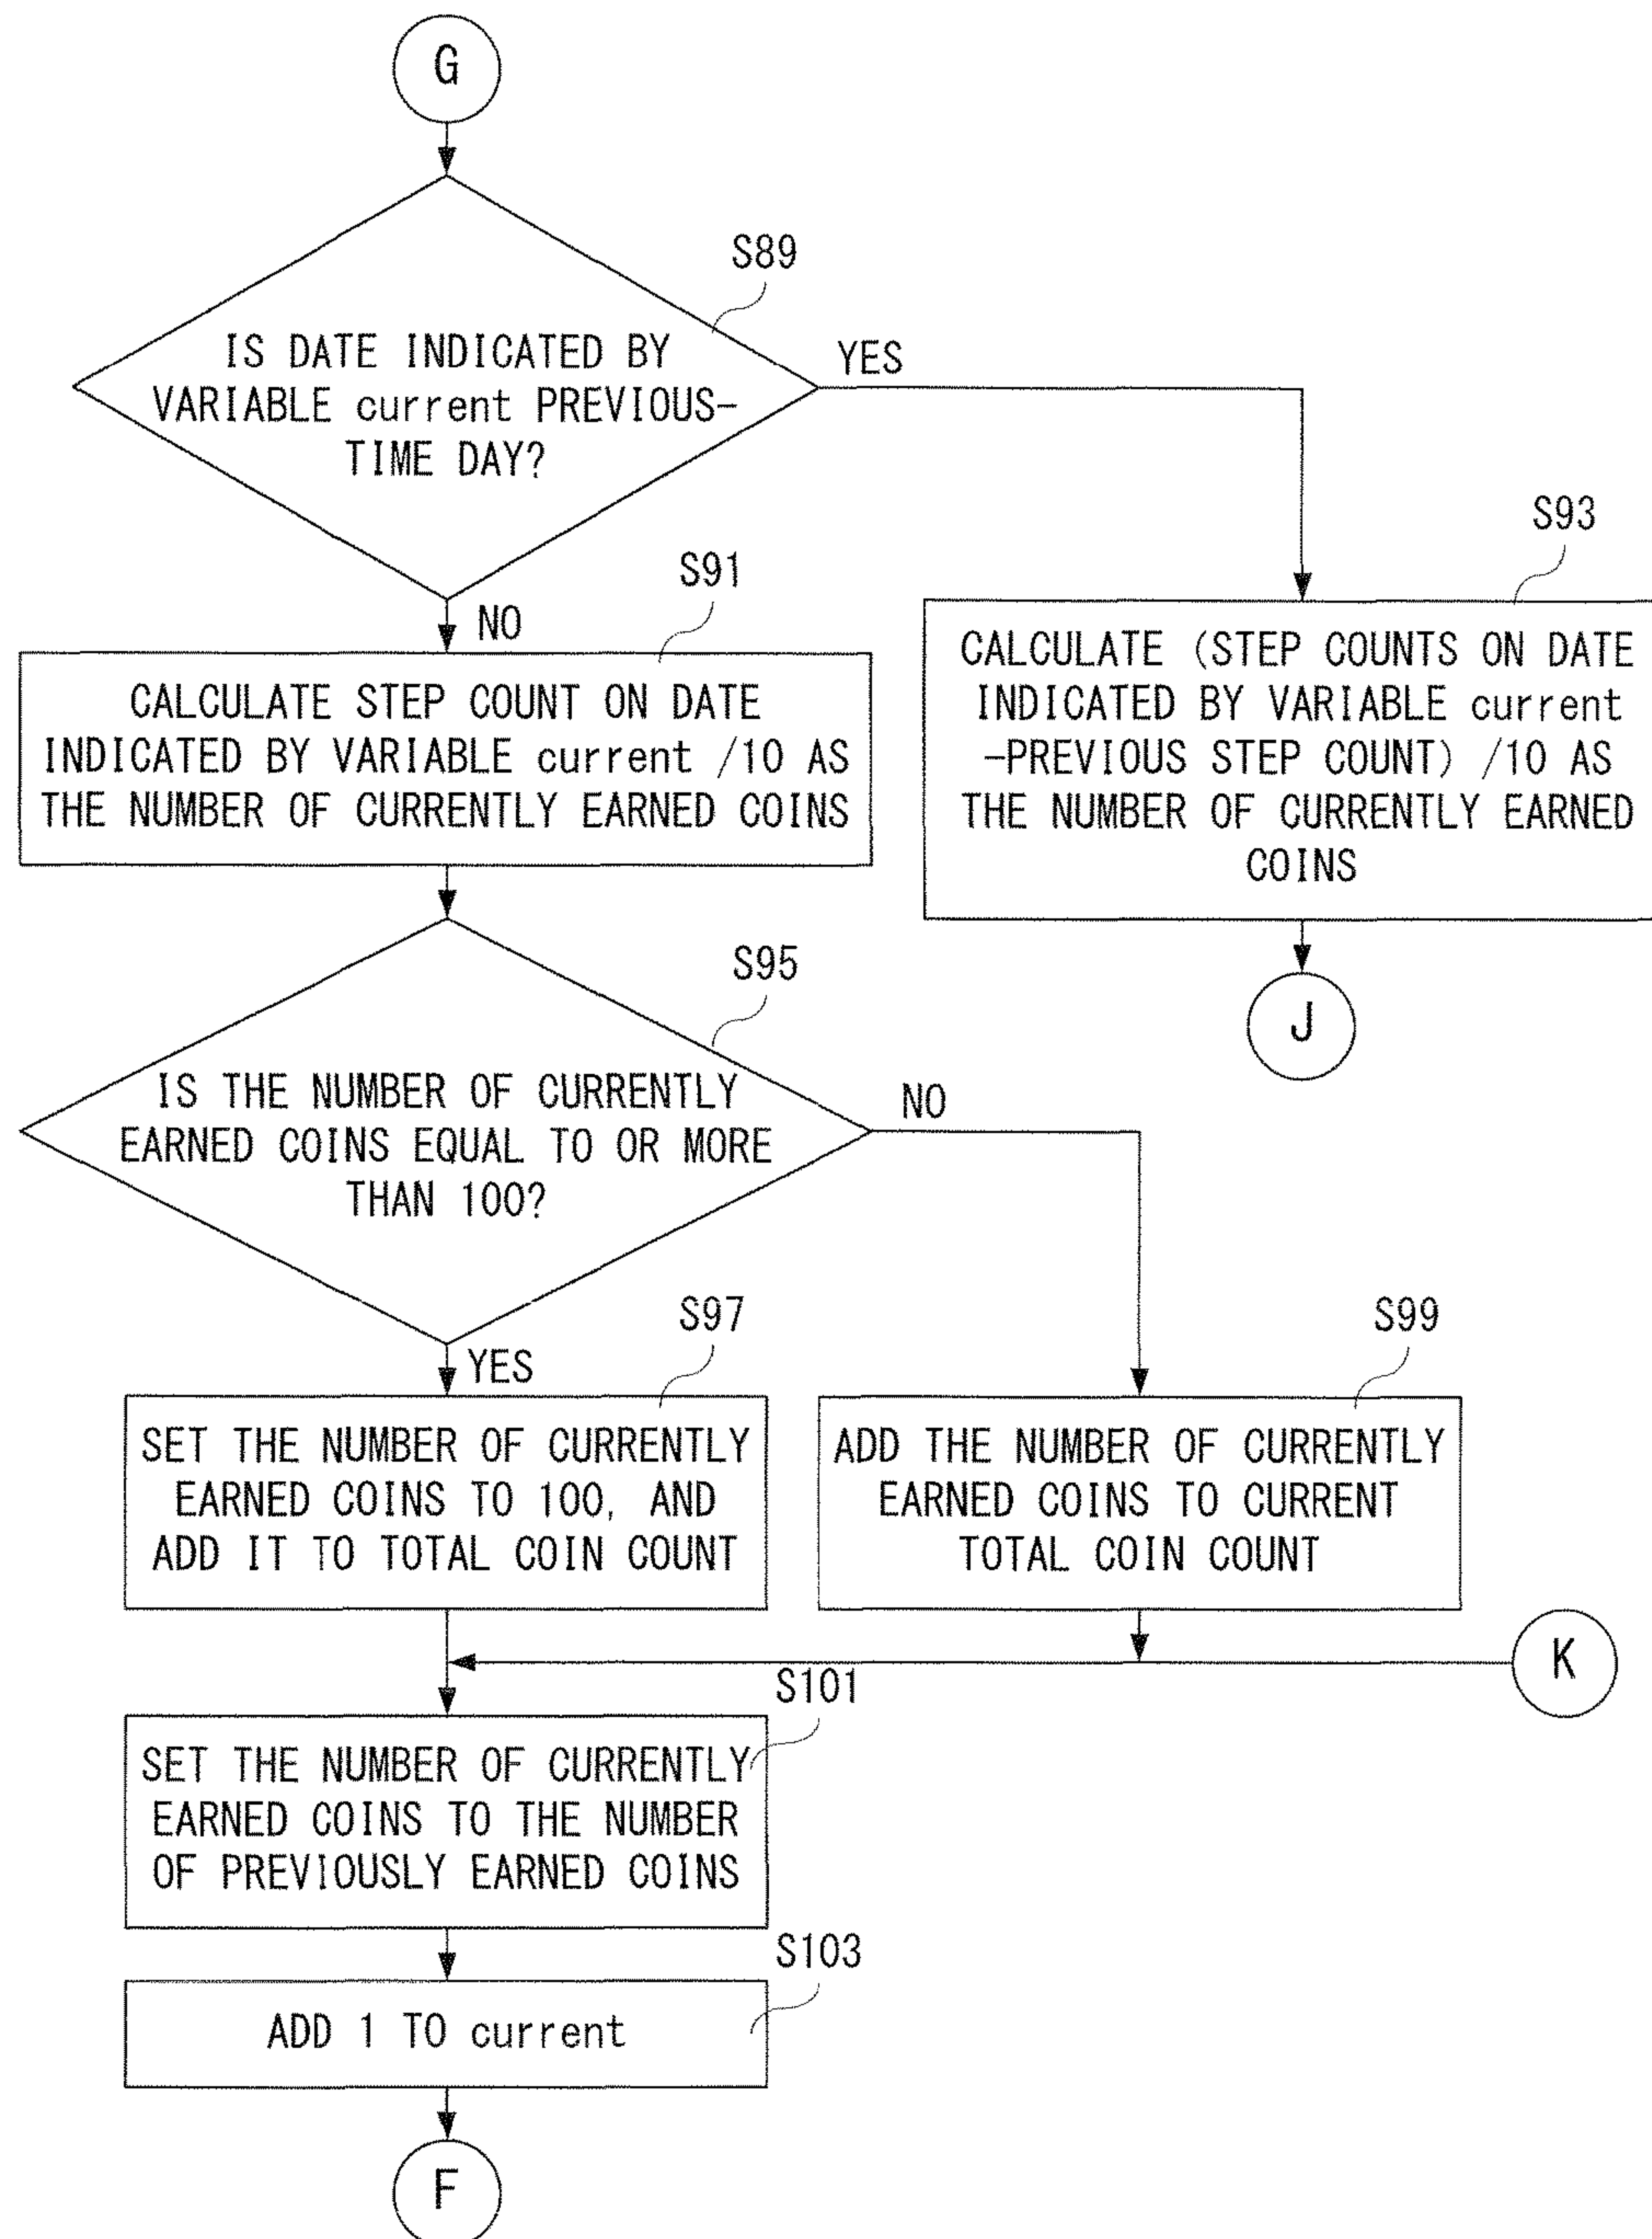 G
S89
IS DATE INDICATED BY
VARIABLE current PREVIOUS-
TIME DAY?
YES
S91
NO
CALCULATE STEP COUNT ON DATE
INDICATED BY VARIABLE current /10 AS
THE NUMBER OF CURRENTLY EARNED COINS
S93
CALCULATE (STEP COUNTS ON DATE
INDICATED BY VARIABLE current
-PREVIOUS STEP COUNT) /10 AS
THE NUMBER OF CURRENTLY EARNED
COINS
J
S95
IS THE NUMBER OF CURRENTLY
EARNED COINS EQUAL TO OR MORE
THAN 100?
NO
YES
S97
SET THE NUMBER OF CURRENTLY
EARNED COINS TO 100, AND
ADD IT TO TOTAL COIN COUNT
S99
ADD THE NUMBER OF CURRENTLY
EARNED COINS TO CURRENT
TOTAL COIN COUNT
K
S101
SET THE NUMBER OF CURRENTLY
EARNED COINS TO THE NUMBER
OF PREVIOUSLY EARNED COINS
S103
ADD 1 TO current
F